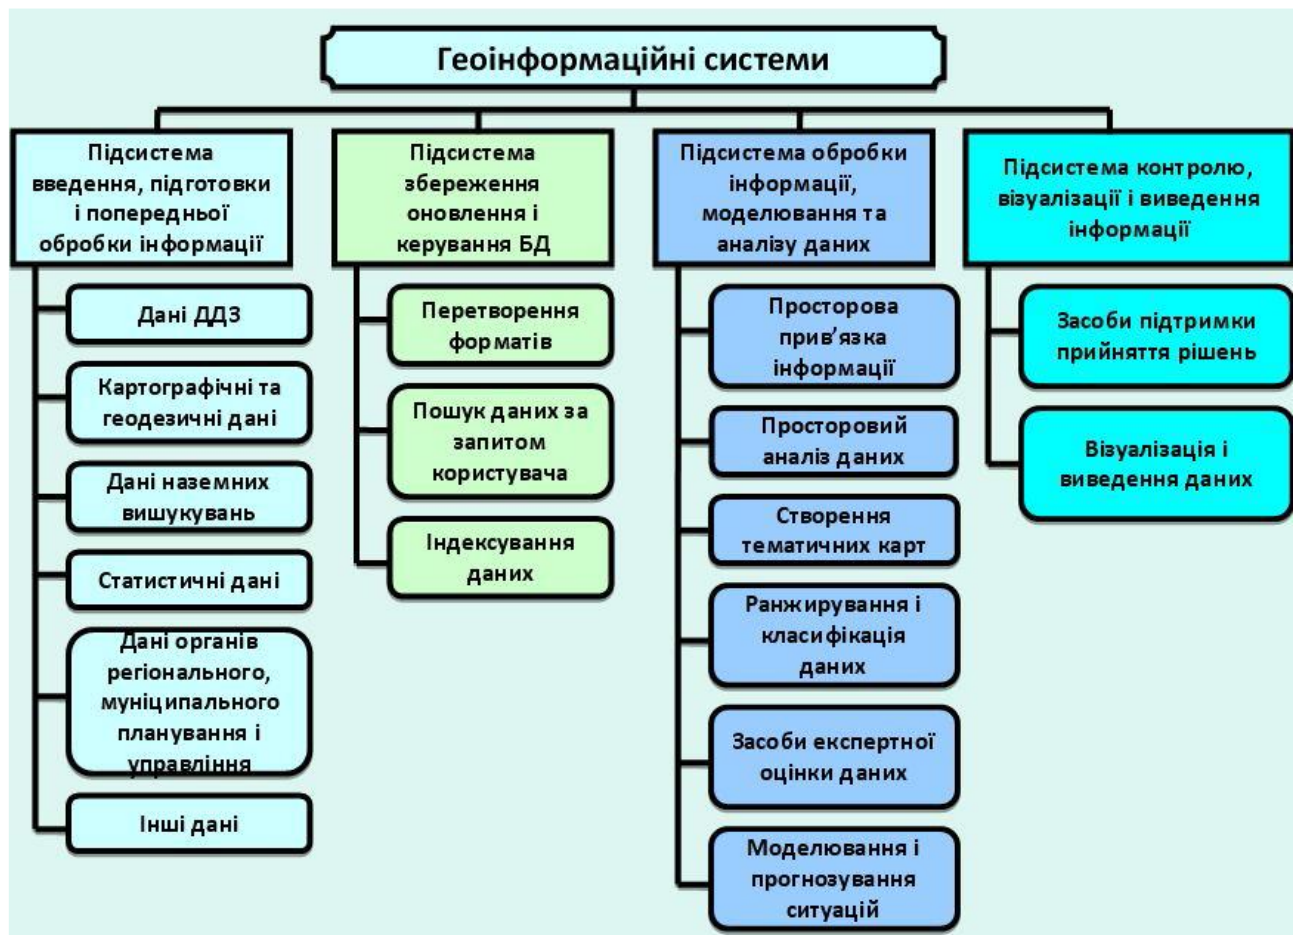 Геоінформаційні системи
Підсистема
введення, підготовки
і попередньої
обробки інформації
Дані ДДЗ
Картографічні та
геодезичні дані
Дані наземних
вишукувань
Статистичні дані
Дані органів
регіонального,
муніципального
планування і
управління
Інші дані
Підсистема
збереження
оновлення і
керування БД
Перетворення
форматів
Пошук даних за
запитом
користувача
Індексування
даних
Підсистема обробки
інформації,
моделювання та
аналізу даних
Просторова
прив’язка
інформації
Просторовий
аналіз даних
Створення
тематичних карт
Ранжирування і
класифікація
даних
Засоби експертної
оцінки даних
Моделювання і
прогнозування
ситуацій
Підсистема контролю,
візуалізації і виведення
інформації
Засоби підтримки
прийняття рішень
Візуалізація і
виведення даних